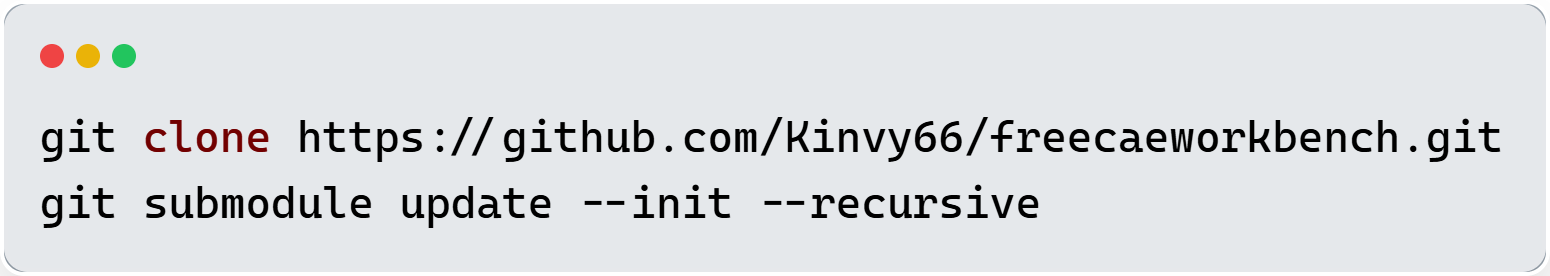 git clone https://github.com/Kinvy66/freecaeworkbench.git
git submodule update --init --recursive